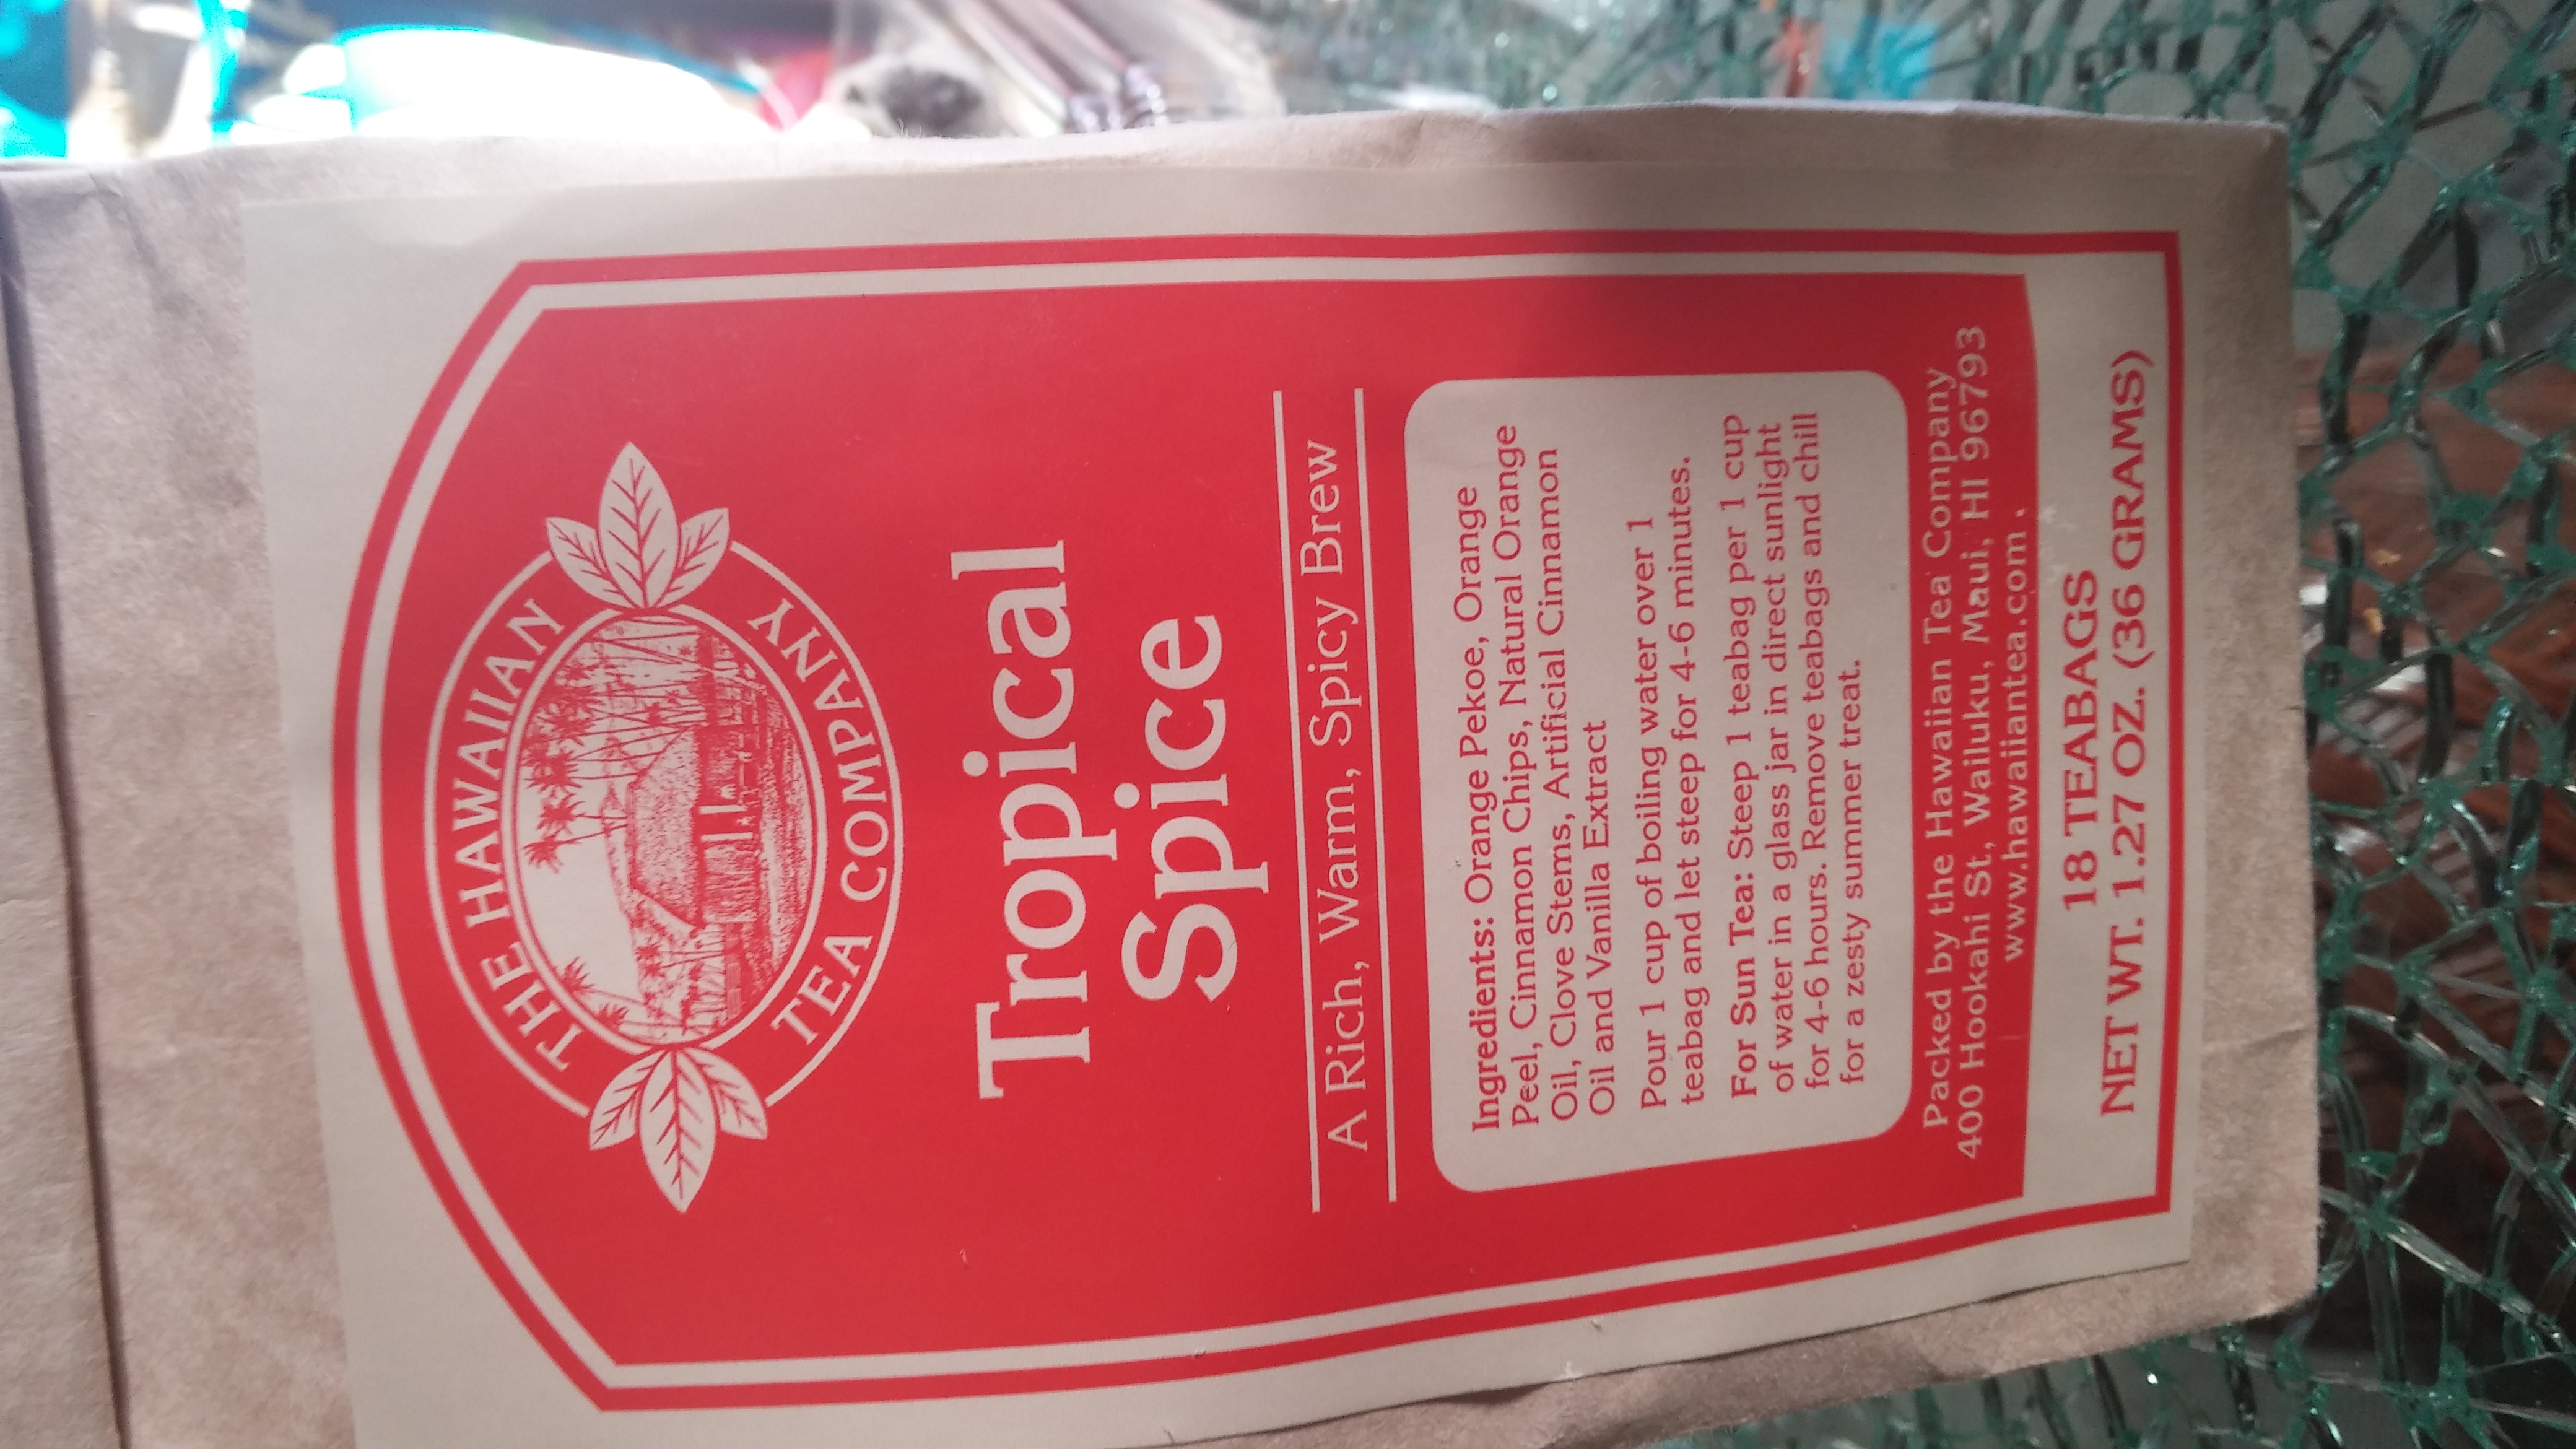 THE HAWAIIAN
TEA COMPANY
Tropical
Spice
A Rich, Warm, Spicy Brew
Ingredients: Orange Pekoe, Orange
Peel, Cinnamon Chips, Natural Orange
Oil, Clove Stems, Artificial Cinnamon
Oil and Vanilla Extract
Pour 1 cup of boiling water over 1
teabag and let steep for 4-6 minutes.
For Sun Tea: Steep 1 teabag per 1 cup
of water in a glass jar in direct sunlight
for 4-6 hours. Remove teabags and chill
for a zesty summer treat.
Packed by the Hawaiian Tea Company
400 Hookahi St, Wailuku, Maui, HI 96793
www.hawaiiantea.com .
18 TEABAGS
NET WT. 1.27 OZ. (36 GRAMS)